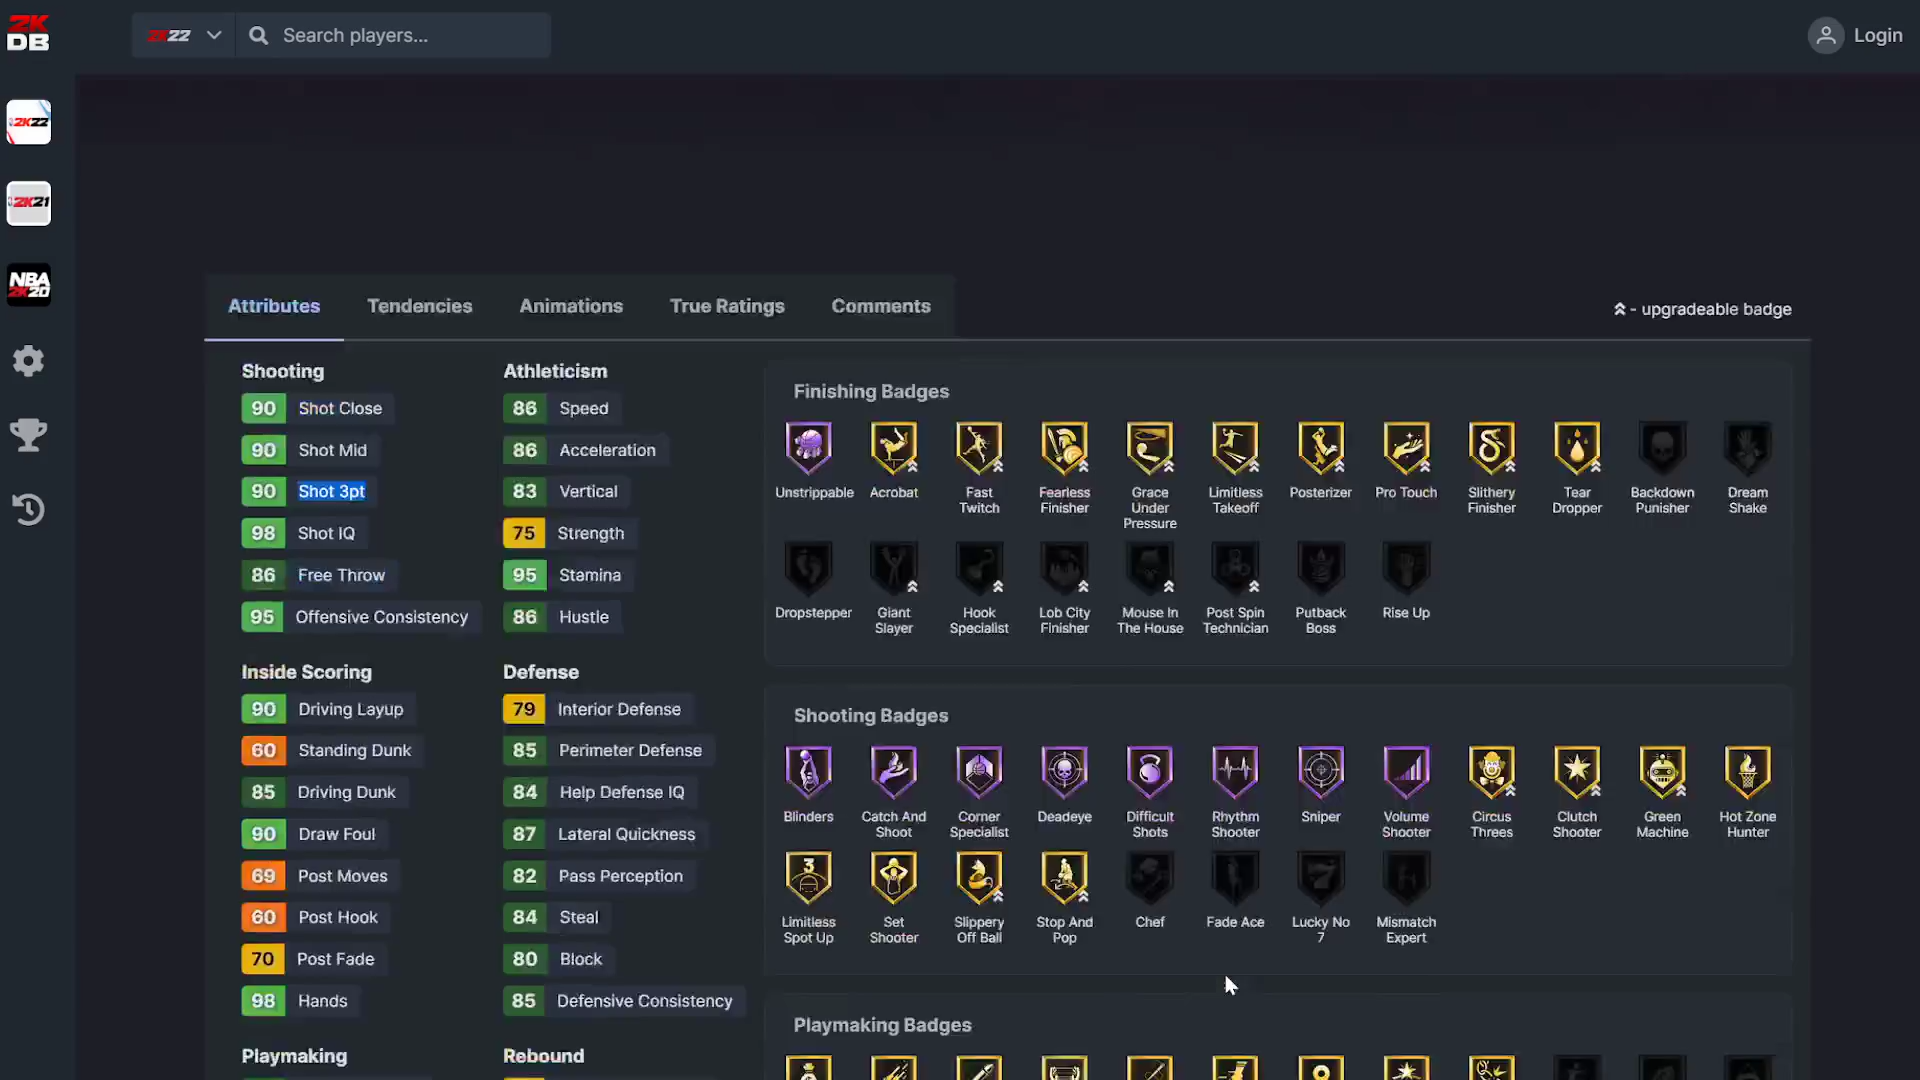 2K
DB
2K22
Search players...
Login
2K22
2K21
NBA
2K20
Attributes
Tendencies
Animations
True Ratings
Comments
- upgradeable badge
Shooting
90 Shot Close
90 Shot Mid
90 Shot 3pt
98 Shot IQ
86 Free Throw
95 Offensive Consistency
Athleticism
86 Speed
86 Acceleration
83 Vertical
75 Strength
95 Stamina
86 Hustle
Inside Scoring
90 Driving Layup
60 Standing Dunk
85 Driving Dunk
90 Draw Foul
69 Post Moves
60 Post Hook
70 Post Fade
98 Hands
Defense
79 Interior Defense
85 Perimeter Defense
84 Help Defense IQ
87 Lateral Quickness
82 Pass Perception
84 Steal
80 Block
85 Defensive Consistency
Playmaking
Rebound
Finishing Badges
Unstrippable
Acrobat
Fast
Twitch
Fearless
Finisher
Grace
Under
Pressure
Limitless
Takeoff
Posterizer
Pro Touch
Slithery
Finisher
Tear
Dropper
Backdown
Punisher
Dream
Shake
Dropstepper
Giant
Slayer
Hook
Specialist
Lob City
Finisher
Mouse In
The House
Post Spin
Technician
Putback
Boss
Rise Up
Shooting Badges
Blinders
Catch And
Shoot
Corner
Specialist
Deadeye
Difficult
Shots
Rhythm
Shooter
Sniper
Volume
Shooter
Circus
Threes
Clutch
Shooter
Green
Machine
Hot Zone
Hunter
3
Limitless
Spot Up
Set
Shooter
Slippery
Off Ball
Stop And
Pop
Chef
Fade Ace
7
Lucky No
7
Mismatch
Expert
Playmaking Badges